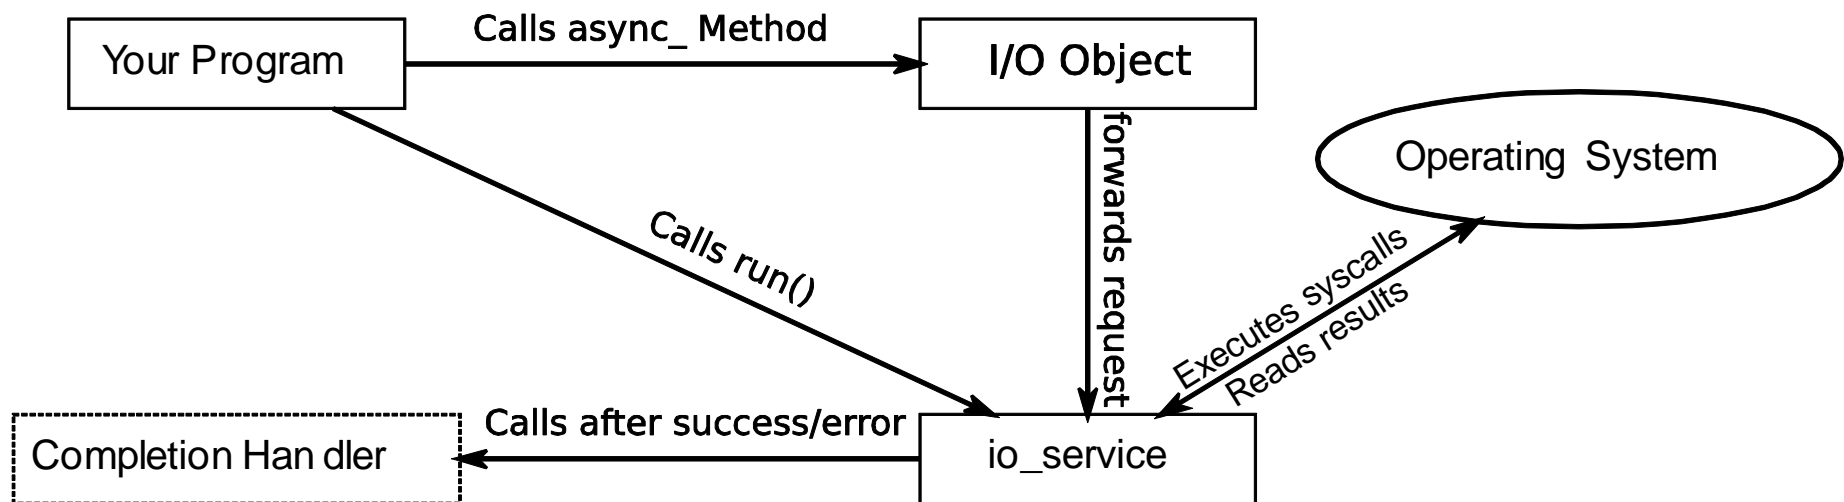 Calls async_ Method
Your Program
I/O Object
forwards request
Operating System
Calls run()
Executes syscalls
Reads results
Calls after success/error
Completion Han dler
io_service